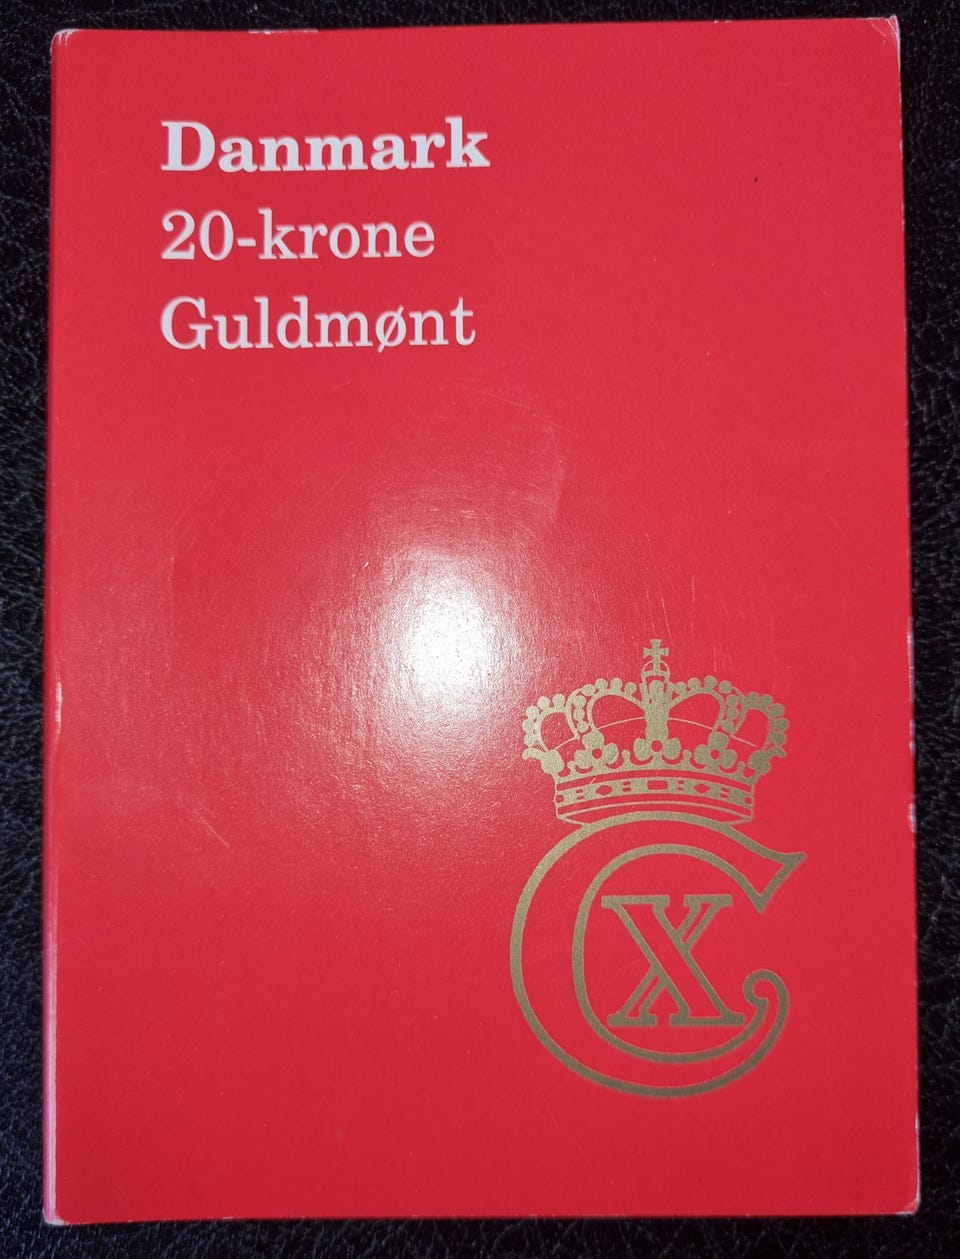 Danmark
20-krone
Guldmønt
C X